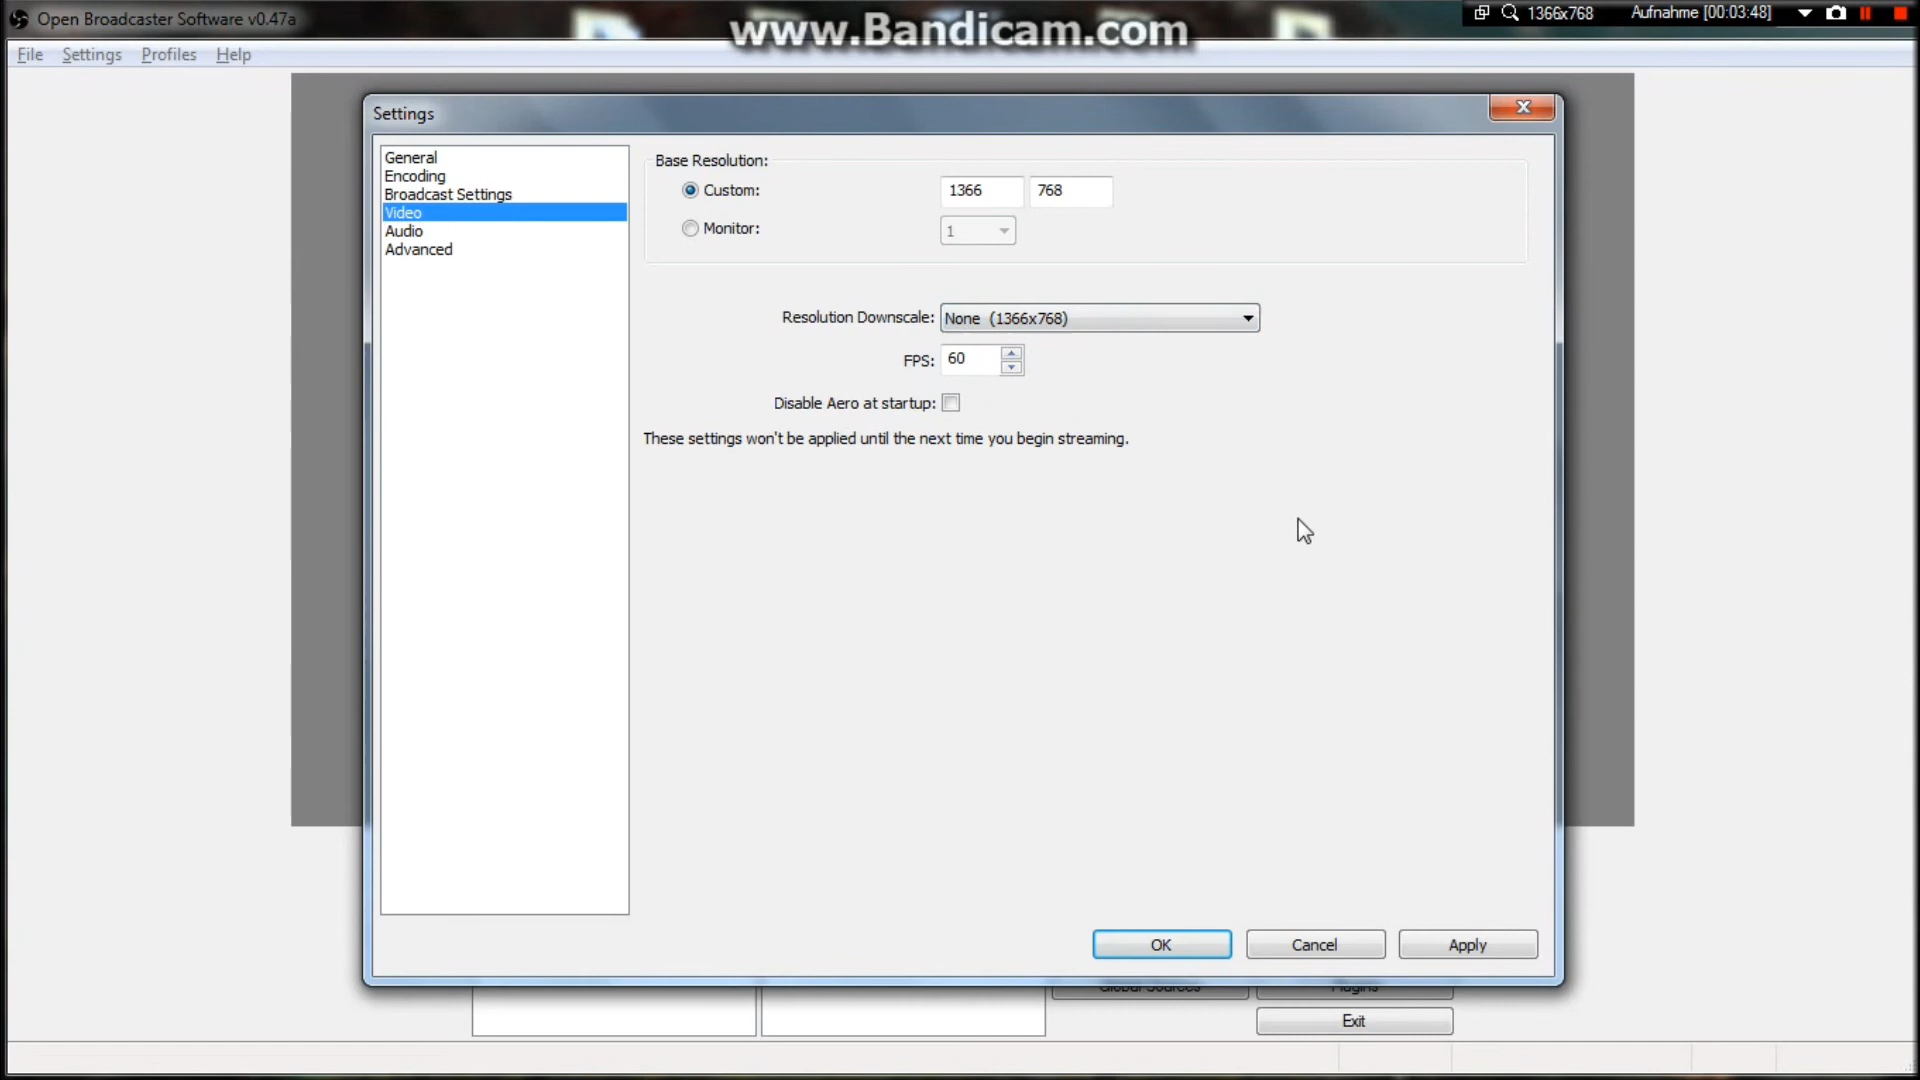 Open Broadcaster Software v0.47a
www.Bandicam.com
1366x768
Aufnahme [00:03:48]
File Settings Profiles Help
Settings
General
Encoding
Broadcast Settings
Video
Audio
Advanced
Base Resolution:
Custom: 1366 768
Monitor: 1
Resolution Downscale: None (1366x768)
FPS: 60
Disable Aero at startup:
These settings won't be applied until the next time you begin streaming.
OK Cancel Apply
Global Sources Plugins
Exit